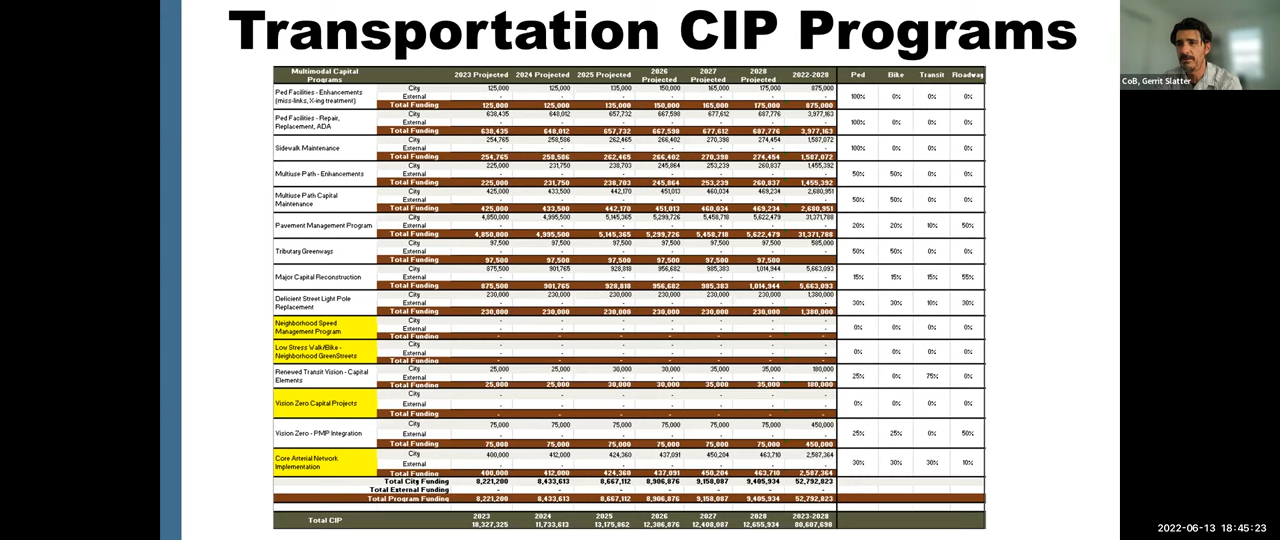 Transportation CIP Programs
CoB, Gerrit Slatter
Multimodal Capital Programs 2023 Projected 2024 Projected 2025 Projected 2026 Projected 2027 Projected 2028 Projected 2022-2028 Ped Bike Transit Roadway
Ped Facilities - Enhancements (miss-links, X-ing treatment) 100% 0% 0% 0%
City 125,000 125,000 135,000 150,000 165,000 175,000 875,000
External - - - - - - -
Total Funding 125,000 125,000 135,000 150,000 165,000 175,000 875,000
Ped Facilities - Repair, Replacement, ADA 100% 0% 0% 0%
City 638,435 648,012 657,732 667,598 677,612 687,776 3,977,163
External - - - - - - -
Total Funding 638,435 648,012 657,732 667,598 677,612 687,776 3,977,163
Sidewalk Maintenance 100% 0% 0% 0%
City 254,765 258,586 262,465 266,402 270,398 274,454 1,587,072
External - - - - - - -
Total Funding 254,765 258,586 262,465 266,402 270,398 274,454 1,587,072
Multiuse Path - Enhancements 50% 50% 0% 0%
City 225,000 231,750 238,703 245,864 253,239 260,837 1,455,392
External - - - - - - -
Total Funding 225,000 231,750 238,703 245,864 253,239 260,837 1,455,392
Multiuse Path Capital Maintenance 50% 50% 0% 0%
City 425,000 433,500 442,170 451,013 460,034 469,234 2,680,951
External - - - - - - -
Total Funding 425,000 433,500 442,170 451,013 460,034 469,234 2,680,951
Pavement Management Program 20% 20% 10% 50%
City 4,850,000 4,995,500 5,145,365 5,299,726 5,458,718 5,622,479 31,371,788
External - - - - - - -
Total Funding 4,850,000 4,995,500 5,145,365 5,299,726 5,458,718 5,622,479 31,371,788
Tributary Greenways 50% 50% 0% 0%
City 97,500 97,500 97,500 97,500 97,500 97,500 585,000
External - - - - - - -
Total Funding 97,500 97,500 97,500 97,500 97,500 97,500
Major Capital Reconstruction 15% 15% 15% 55%
City 875,500 901,765 928,818 956,682 985,383 1,014,944 5,663,093
External - - - - - - -
Total Funding 875,500 901,765 928,818 956,682 985,383 1,014,944 5,663,093
Deficient Street Light Pole Replacement 30% 30% 10% 30%
City 230,000 230,000 230,000 230,000 230,000 230,000 1,380,000
External - - - - - - -
Total Funding 230,000 230,000 230,000 230,000 230,000 230,000 1,380,000
Neighborhood Speed Management Program 0% 0% 0% 0%
City - - - - - - -
External - - - - - - -
Total Funding - - - - - - -
Low Stress Walk/Bike - Neighborhood GreenStreets 0% 0% 0% 0%
City - - - - - - -
External - - - - - - -
Total Funding - - - - - - -
Renewed Transit Vision - Capital Elements 25% 0% 75% 0%
City 25,000 25,000 30,000 30,000 35,000 35,000 180,000
External - - - - - - -
Total Funding 25,000 25,000 30,000 30,000 35,000 35,000 180,000
Vision Zero Capital Projects 0% 0% 0% 0%
City - - - - - - -
External - - - - - - -
Total Funding - - - - - - -
Vision Zero - PMP Integration 25% 25% 0% 50%
City 75,000 75,000 75,000 75,000 75,000 75,000 450,000
External - - - - - - -
Total Funding 75,000 75,000 75,000 75,000 75,000 75,000 450,000
Core Arterial Network Implementation 30% 30% 30% 10%
City 400,000 412,000 424,360 437,091 450,204 463,710 2,587,364
External - - - - - - -
Total Funding 400,000 412,000 424,360 437,091 450,204 463,710 2,587,364
Total City Funding 8,221,200 8,433,613 8,667,112 8,906,876 9,158,087 9,405,934 52,792,823
Total External Funding - - - - - - -
Total Program Funding 8,221,200 8,433,613 8,667,112 8,906,876 9,158,087 9,405,934 52,792,823
2023 2024 2025 2026 2027 2028 2023-2028
Total CIP 18,327,325 11,733,613 13,175,862 12,306,876 12,408,087 12,655,934 80,607,698
2022-06-13 18:45:23